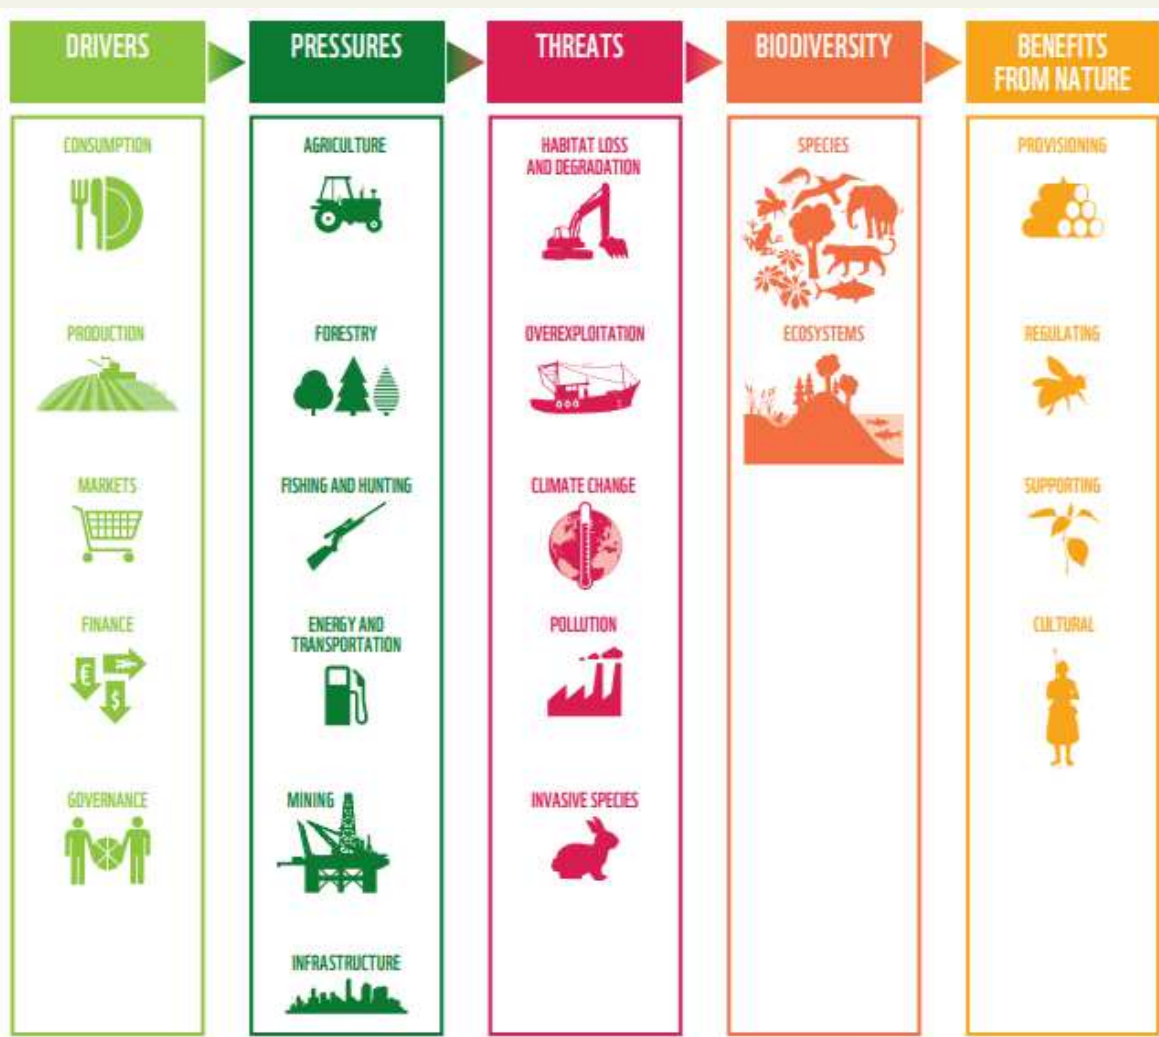 DRIVERS
PRESSURES
THREATS
BIODIVERSITY
BENEFITS
FROM NATURE
CONSUMPTION
PRODUCTION
MARKETS
FINANCE
€
$
GOVERNANCE
AGRICULTURE
FORESTRY
FISHING AND HUNTING
ENERGY AND
TRANSPORTATION
MINING
INFRASTRUCTURE
HABITAT LOSS
AND DEGRADATION
OVEREXPLOITATION
CLIMATE CHANGE
POLLUTION
INVASIVE SPECIES
SPECIES
ECOSYSTEMS
PROVISIONING
REGULATING
SUPPORTING
CULTURAL